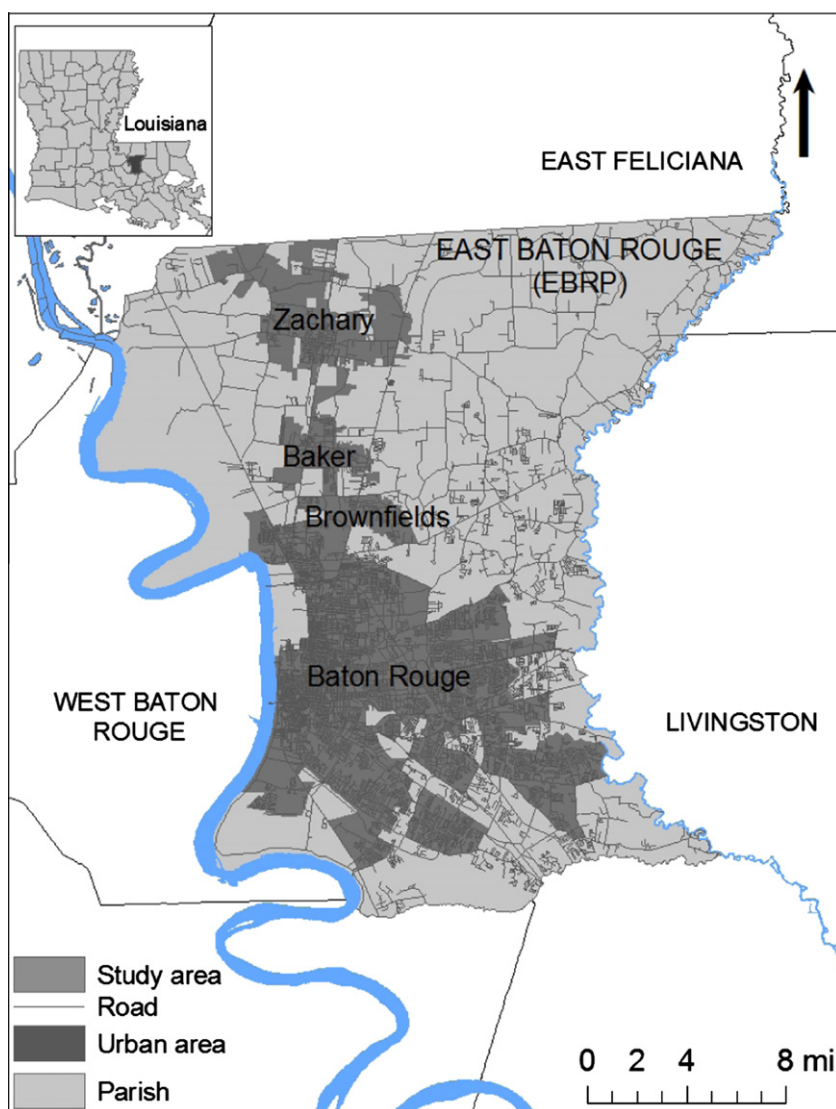 Louisiana
EAST FELICIANA
EAST BATON ROUGE
(EBRP)
Zachary
Baker
Brownfields
Baton Rouge
WEST BATON
ROUGE
LIVINGSTON
Study area
Road
Urban area
Parish
0 2 4 8 mi